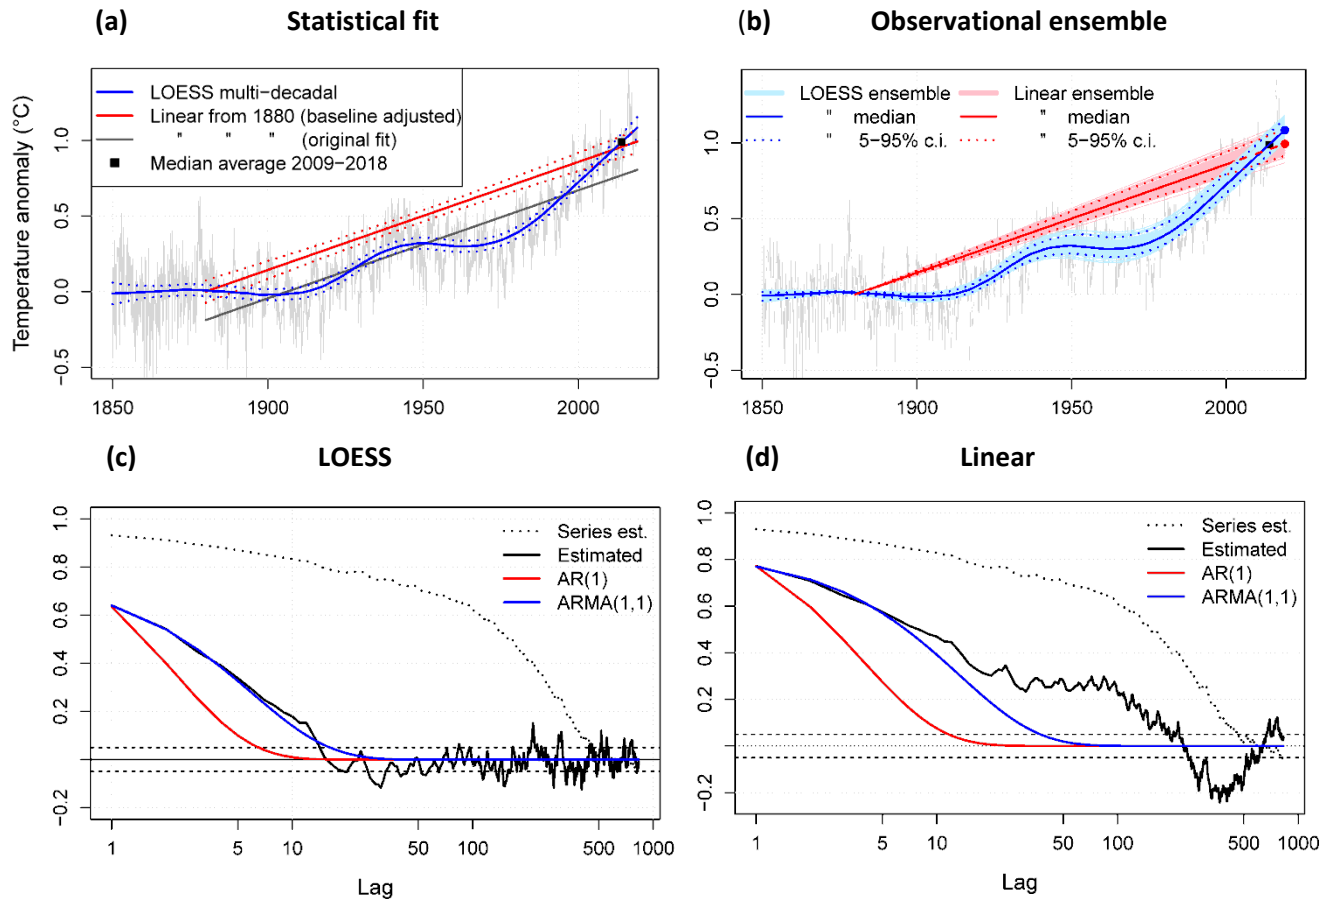 (a) Statistical fit
(b) Observational ensemble
Temperature anomaly (°C)
1.0
0.5
0.0
−0.5
LOESS multi−decadal
Linear from 1880 (baseline adjusted)
" " " (original fit)
Median average 2009−2018
1850 1900 1950 2000
1.0
0.5
0.0
−0.5
LOESS ensemble Linear ensemble
" median " median
" 5−95% c.i. " 5−95% c.i.
1850 1900 1950 2000
(c) LOESS
(d) Linear
1.0
0.8
0.6
0.4
0.2
−0.2
Series est.
Estimated
AR(1)
ARMA(1,1)
1 5 10 50 100 500 1000
Lag
1.0
0.8
0.6
0.4
0.2
−0.2
Series est.
Estimated
AR(1)
ARMA(1,1)
1 5 10 50 100 500 1000
Lag